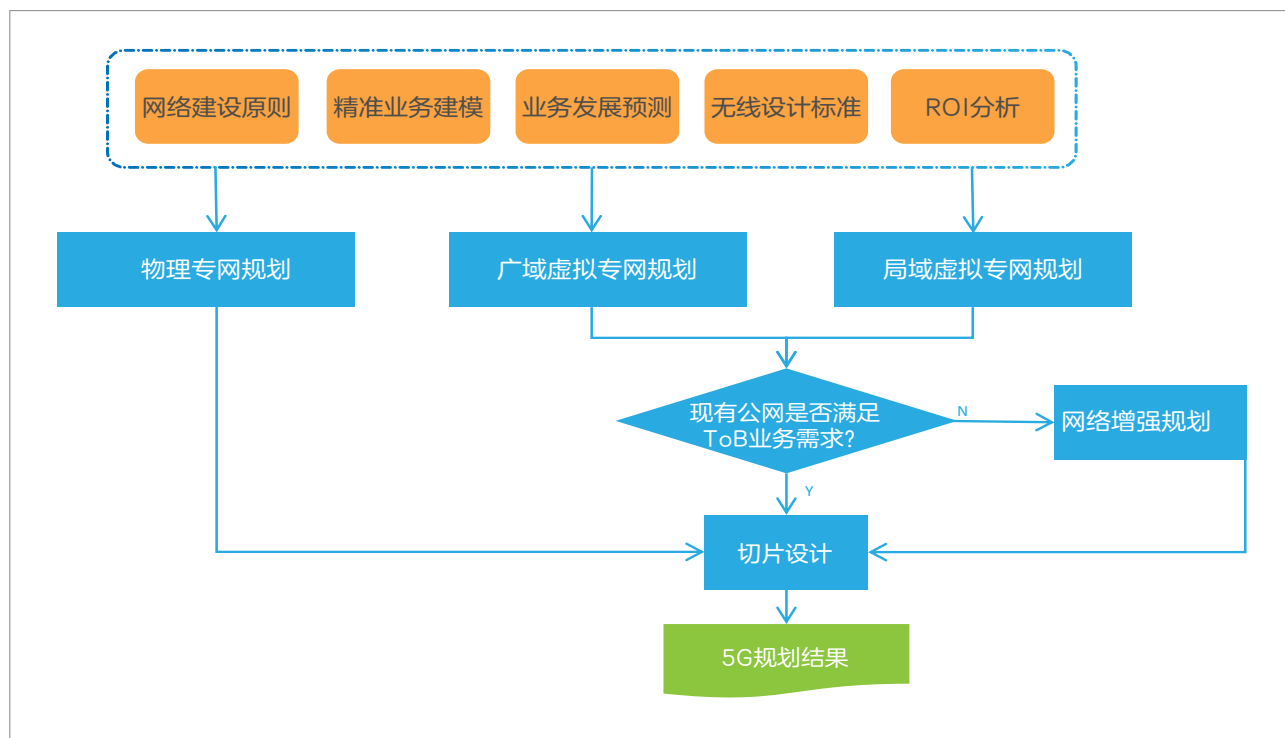 网络建设原则
精准业务建模
业务发展预测
无线设计标准
ROI分析
物理专网规划
广域虚拟专网规划
局域虚拟专网规划
现有公网是否满足
ToB业务需求?
N
网络增强规划
Y
切片设计
5G规划结果